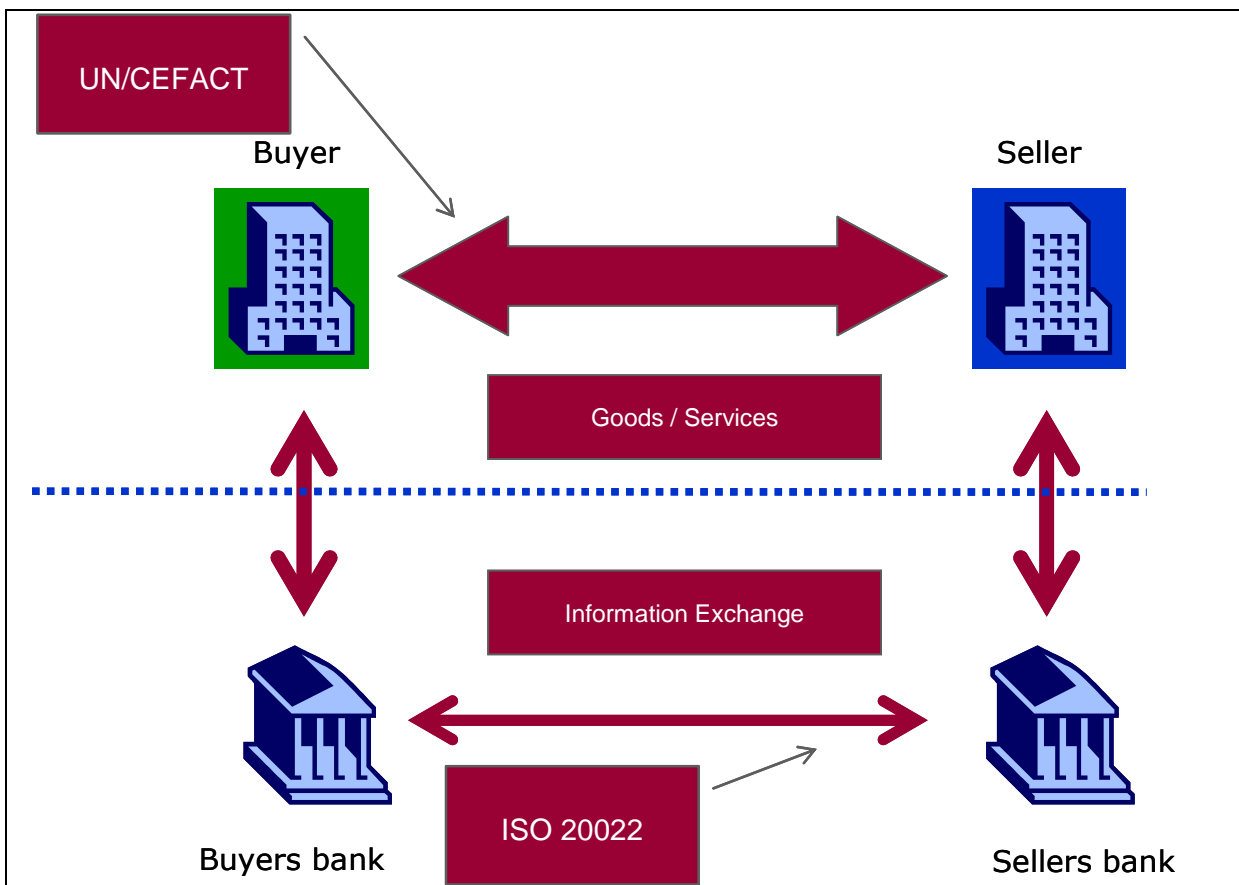 UN/CEFACT
Buyer
Seller
Goods / Services
Information Exchange
ISO 20022
Buyers bank
Sellers bank